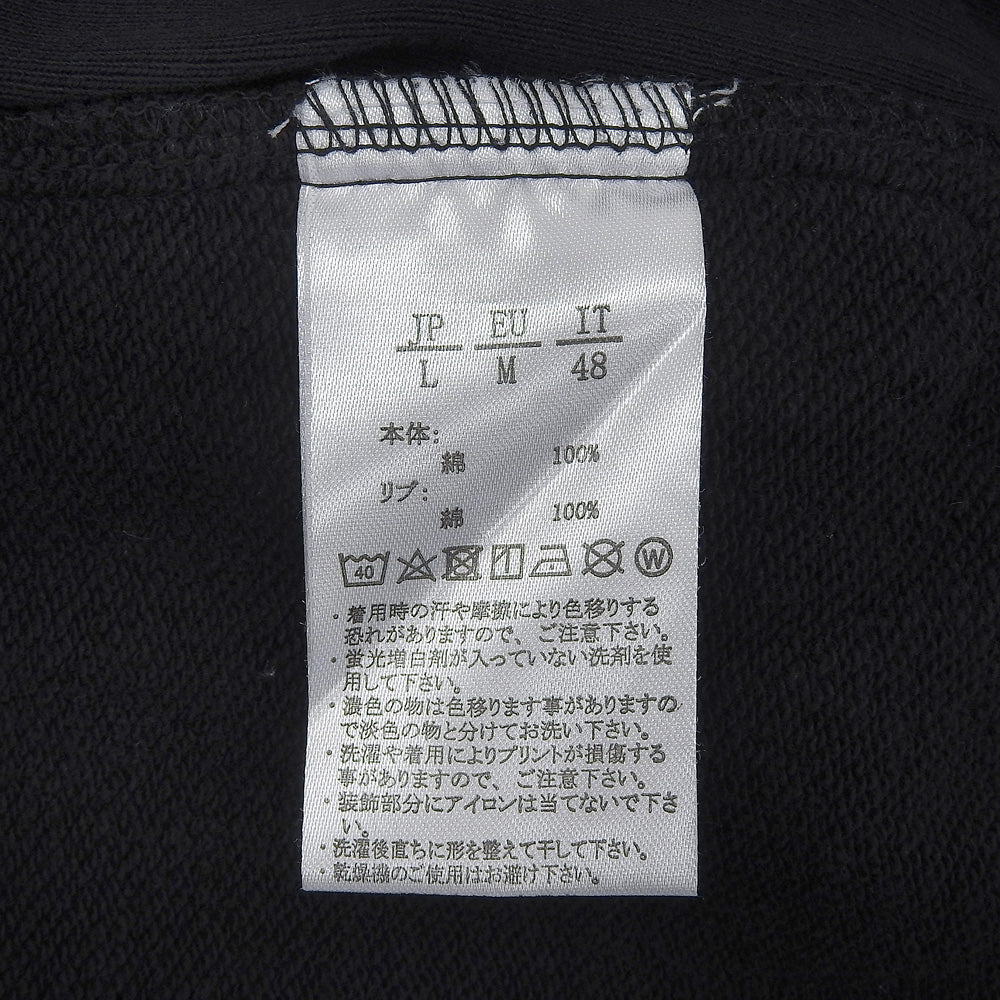 JP EU IT
L M 48
本体:
綿 100%
リブ:
綿 100%
40 W
・着用時の汗や摩擦により色移りする
恐れがありますので、ご注意下さい。
・蛍光増白剤が入っていない洗剤を使
用して下さい。
・濃色の物は色移ります事がありますの
で淡色の物と分けてお洗い下さい。
・洗濯や着用によりプリントが損傷する
事がありますので、ご注意下さい。
・装飾部分にアイロンは当てないで下さ
い。
・洗濯後直ちに形を整えて干して下さい。
・乾燥機のご使用はお避け下さい。